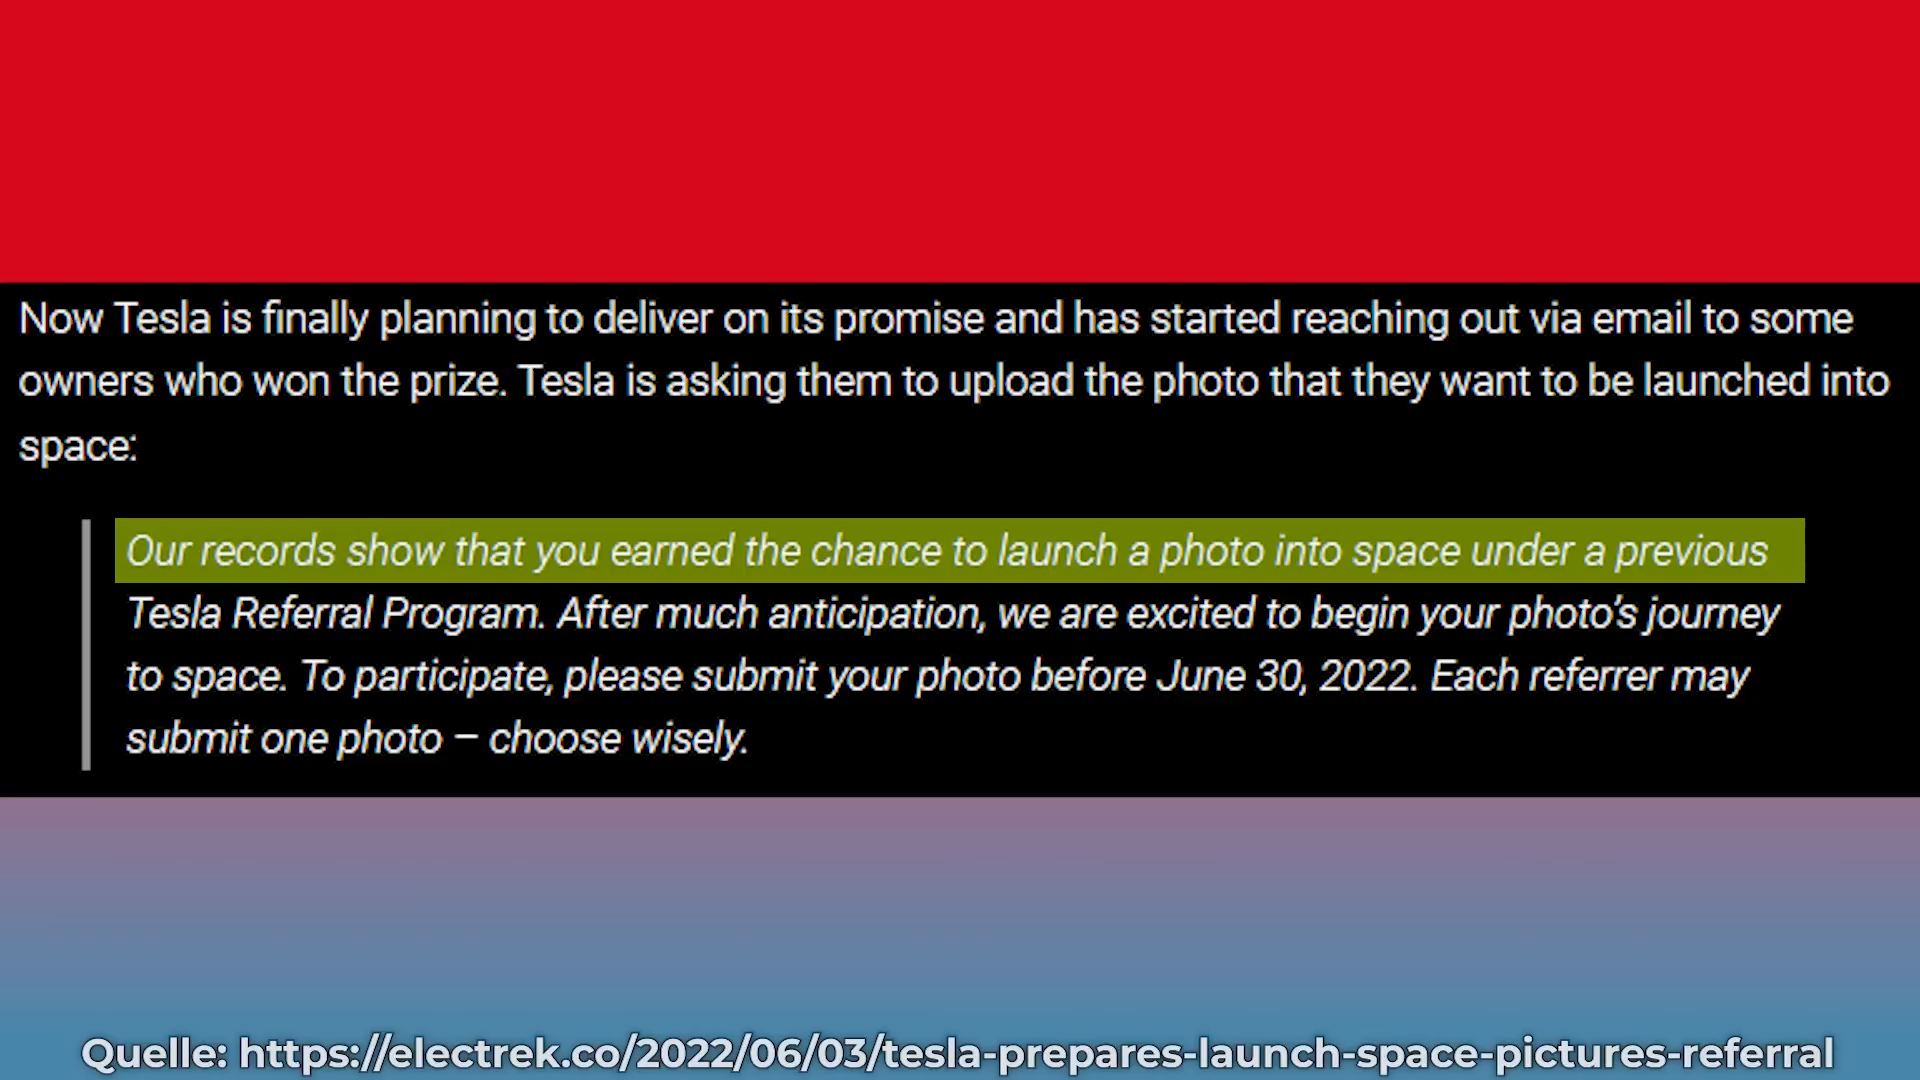 Now Tesla is finally planning to deliver on its promise and has started reaching out via email to some
owners who won the prize. Tesla is asking them to upload the photo that they want to be launched into
space:
Our records show that you earned the chance to launch a photo into space under a previous
Tesla Referral Program. After much anticipation, we are excited to begin your photo’s journey
to space. To participate, please submit your photo before June 30, 2022. Each referrer may
submit one photo – choose wisely.
Quelle: https://electrek.co/2022/06/03/tesla-prepares-launch-space-pictures-referral